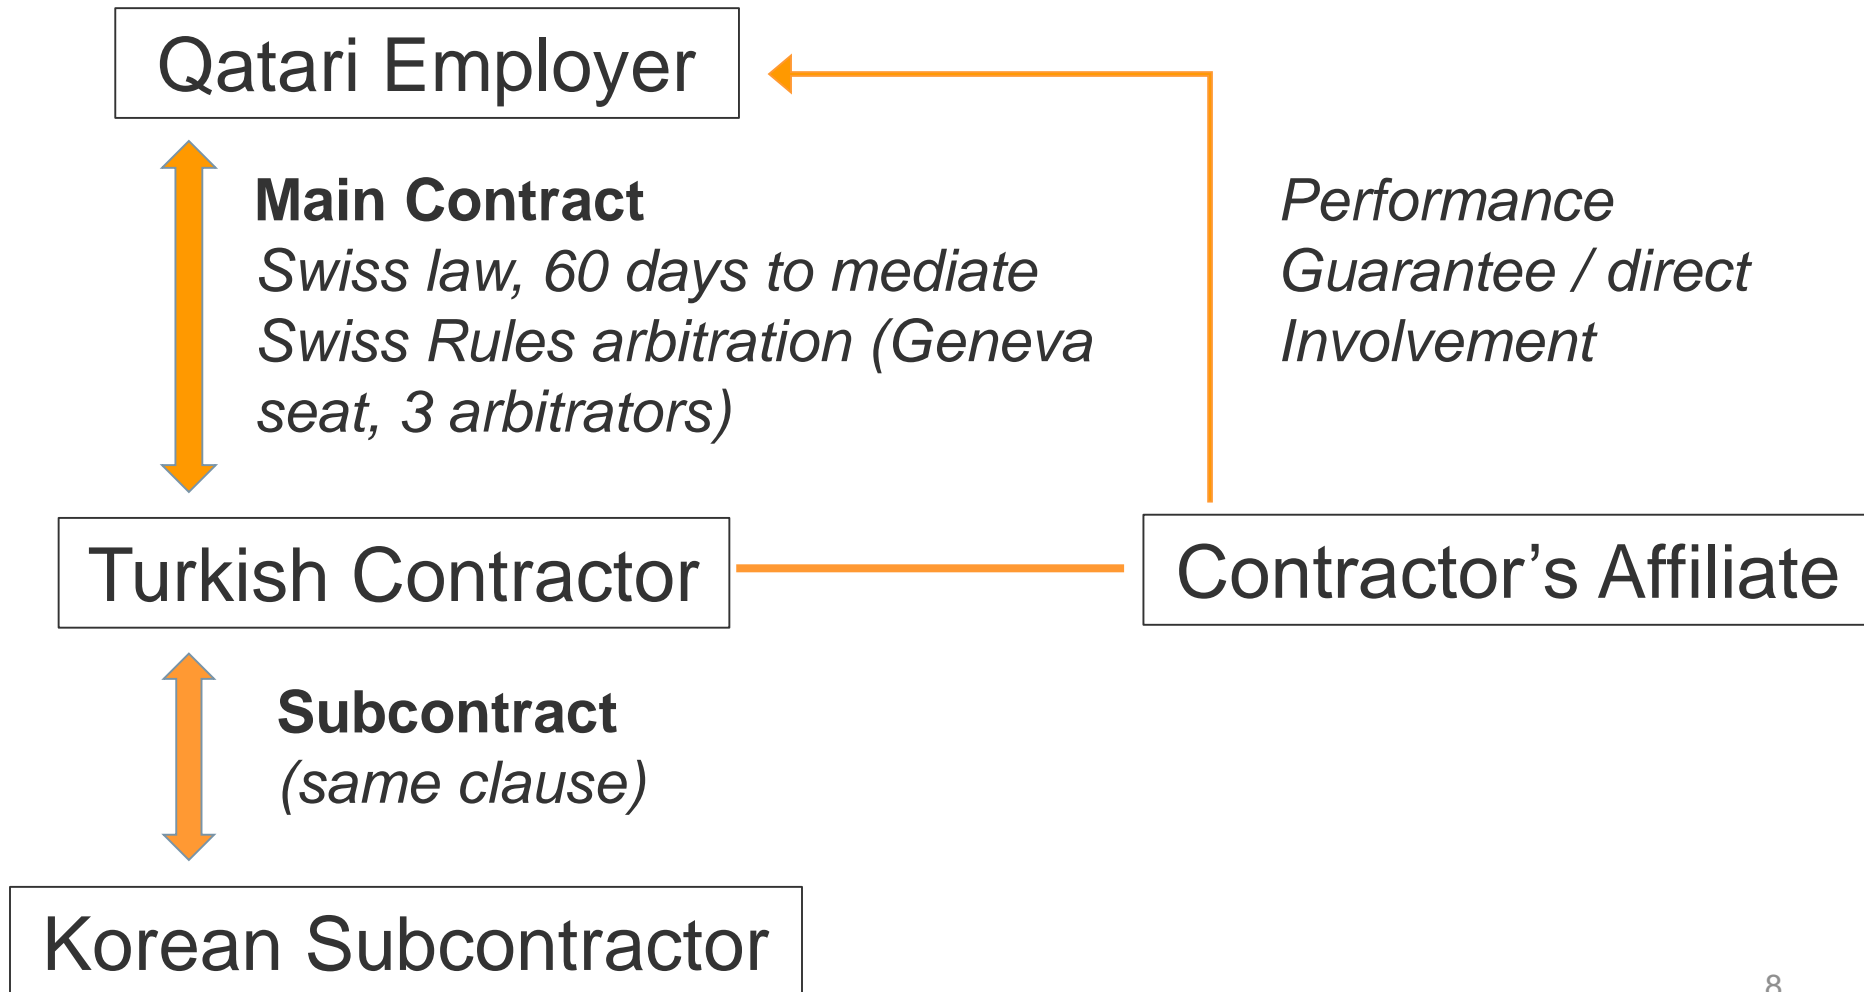 Qatari Employer
Main Contract
Swiss law, 60 days to mediate
Swiss Rules arbitration (Geneva
seat, 3 arbitrators)
Performance
Guarantee / direct
Involvement
Turkish Contractor
Contractor’s Affiliate
Subcontract
(same clause)
Korean Subcontractor
8